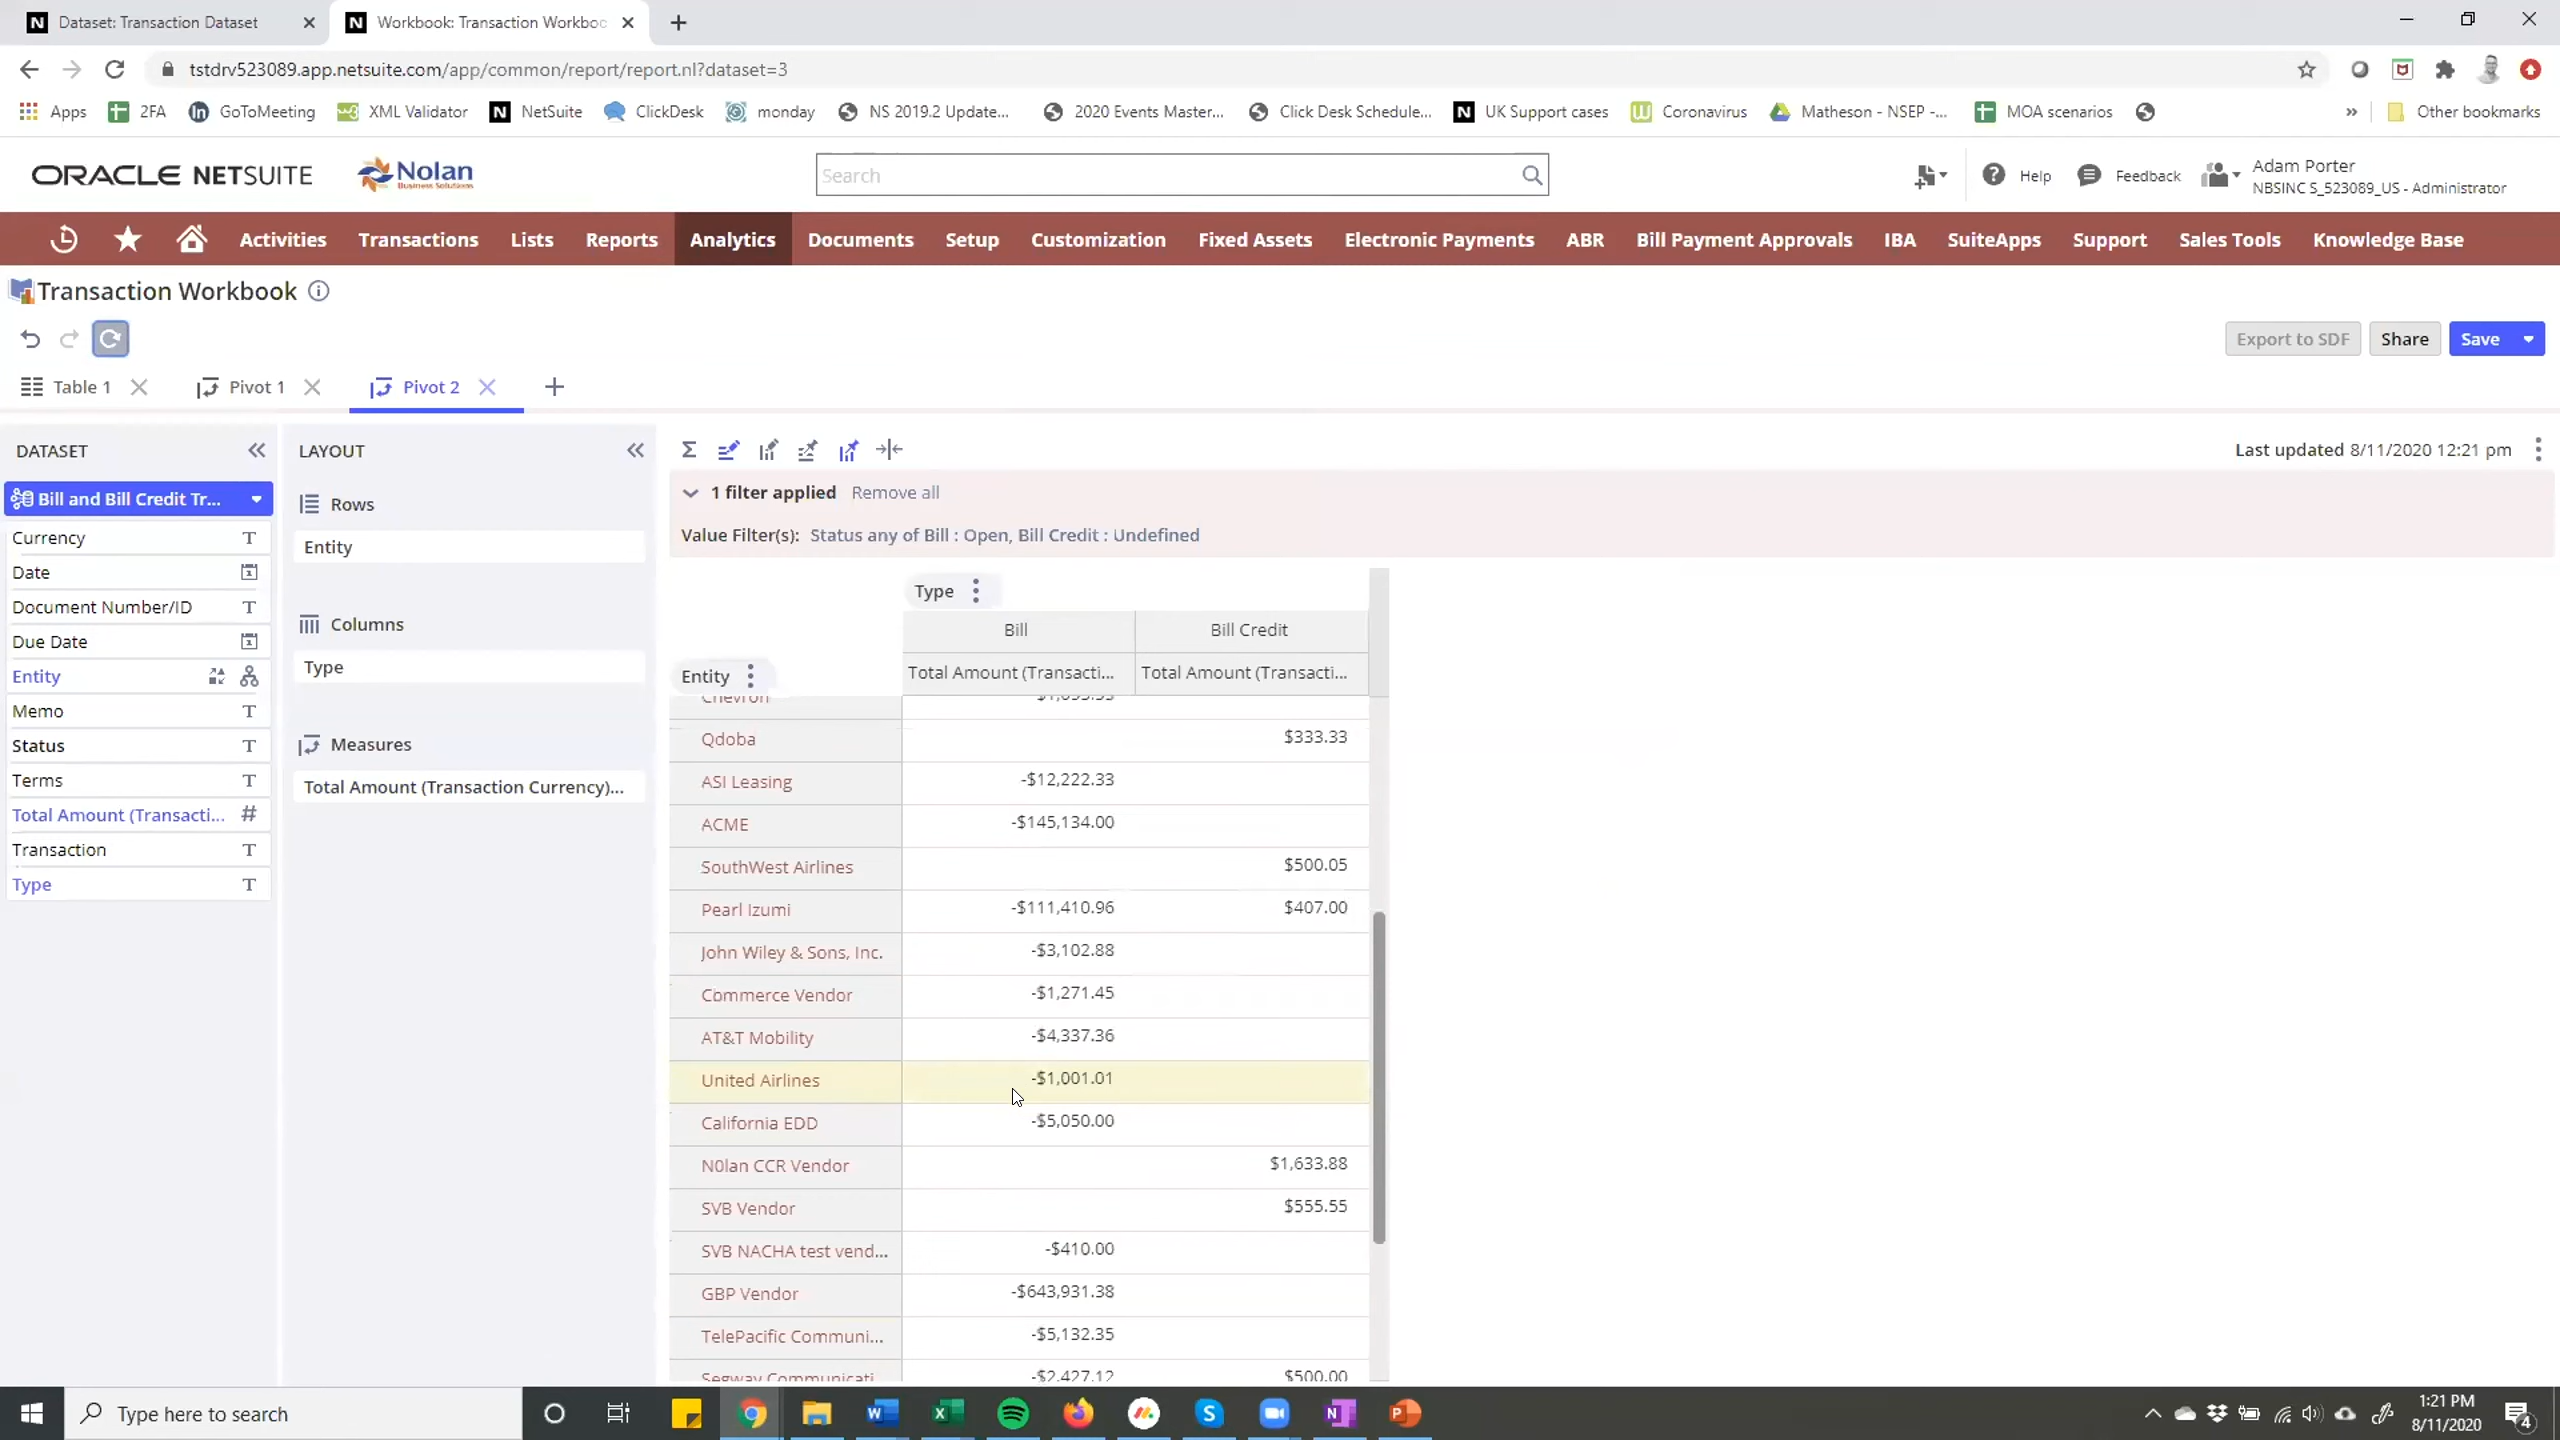 Dataset: Transaction Dataset
Workbook: Transaction Workboo
tstdrv523089.app.netsuite.com/app/common/report/report.nl?dataset=3
Apps 2FA GoToMeeting XML Validator NetSuite ClickDesk monday NS 2019.2 Update... 2020 Events Master... Click Desk Schedule... UK Support cases Coronavirus Matheson - NSEP -... MOA scenarios » Other bookmarks
ORACLE NETSUITE Nolan Business Solutions Search Help Feedback Adam Porter
NBSINC S_523089_US - Administrator
Activities Transactions Lists Reports Analytics Documents Setup Customization Fixed Assets Electronic Payments ABR Bill Payment Approvals IBA SuiteApps Support Sales Tools Knowledge Base
Transaction Workbook
Export to SDF Share Save
Table 1 Pivot 1 Pivot 2
DATASET
Bill and Bill Credit Tr...
Currency
Date
Document Number/ID
Due Date
Entity
Memo
Status
Terms
Total Amount (Transacti...
Transaction
Type
LAYOUT
Rows
Entity
Columns
Type
Measures
Total Amount (Transaction Currency)...
Last updated 8/11/2020 12:21 pm
1 filter applied Remove all
Value Filter(s): Status any of Bill : Open, Bill Credit : Undefined
Type
Bill Bill Credit
Entity Total Amount (Transacti... Total Amount (Transacti...
Chevron
Qdoba $333.33
ASI Leasing -$12,222.33
ACME -$145,134.00
SouthWest Airlines $500.05
Pearl Izumi -$111,410.96 $407.00
John Wiley & Sons, Inc. -$3,102.88
Commerce Vendor -$1,271.45
AT&T Mobility -$4,337.36
United Airlines -$1,001.01
California EDD -$5,050.00
N0lan CCR Vendor $1,633.88
SVB Vendor $555.55
SVB NACHA test vend... -$410.00
GBP Vendor -$643,931.38
TelePacific Communi... -$5,132.35
Segway Communicati -$2,427.12 $500.00
Type here to search
1:21 PM
8/11/2020
4